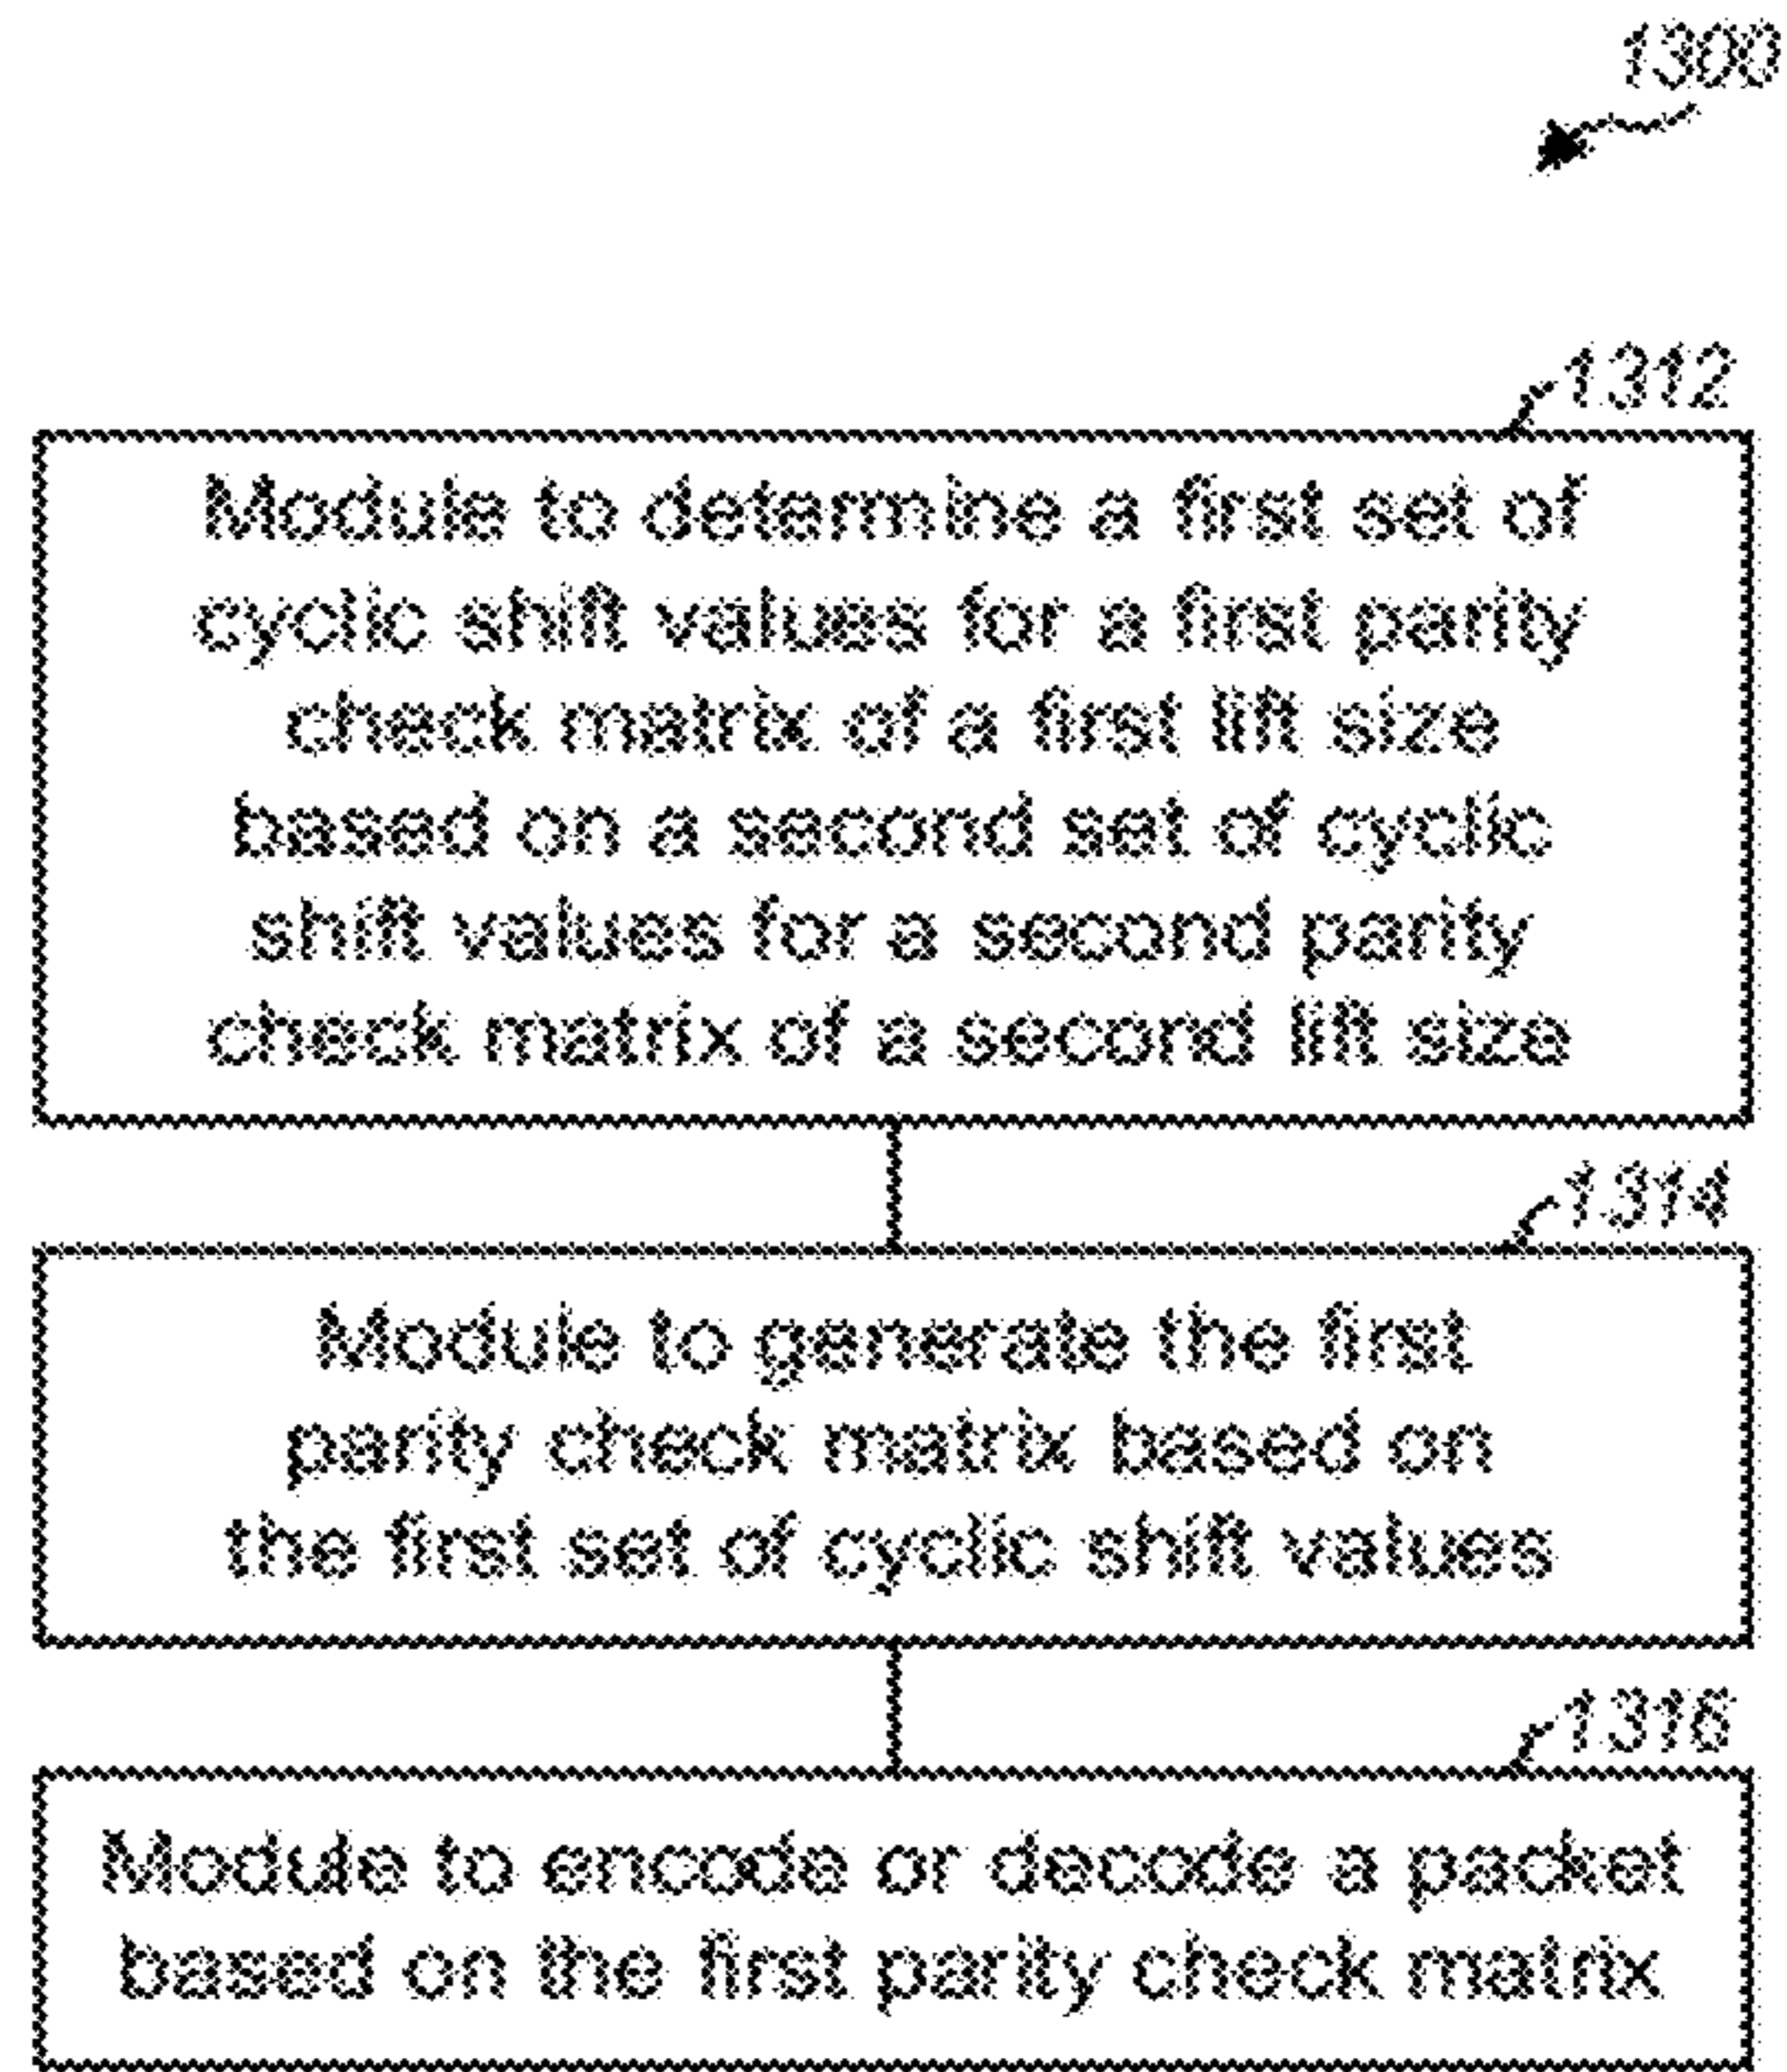 1300
1312
Module to determine a first set of
cyclic shift values for a first parity
check matrix of a first lift size
based on a second set of cyclic
shift values for a second parity
check matrix of a second lift size
1314
Module to generate the first
parity check matrix based on
the first set of cyclic shift values
1316
Module to encode or decode a packet
based on the first parity check matrix